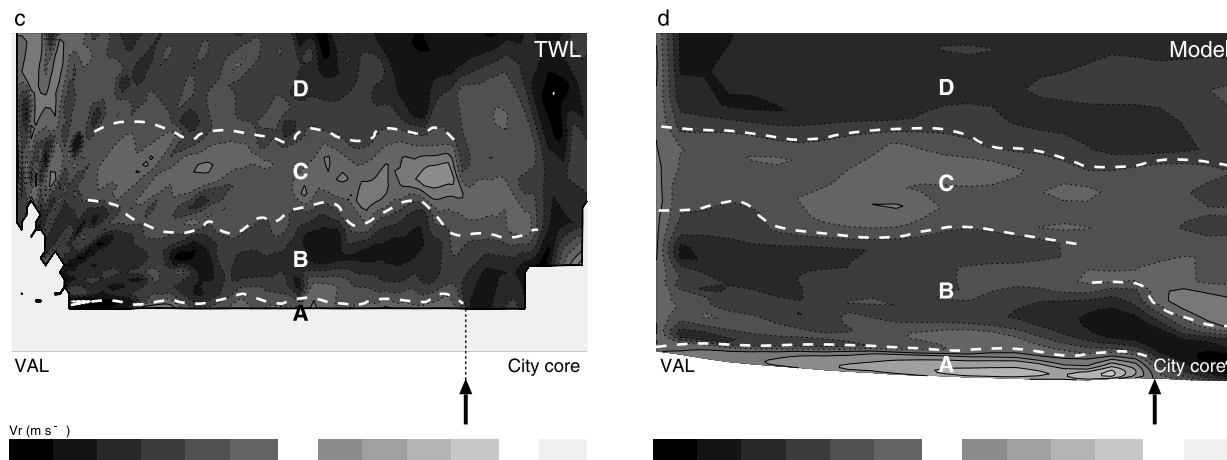 c
TWL
D
C
B
A
VAL
City core
Vr (m s⁻ )
d
Model
D
C
B
A
VAL
City core